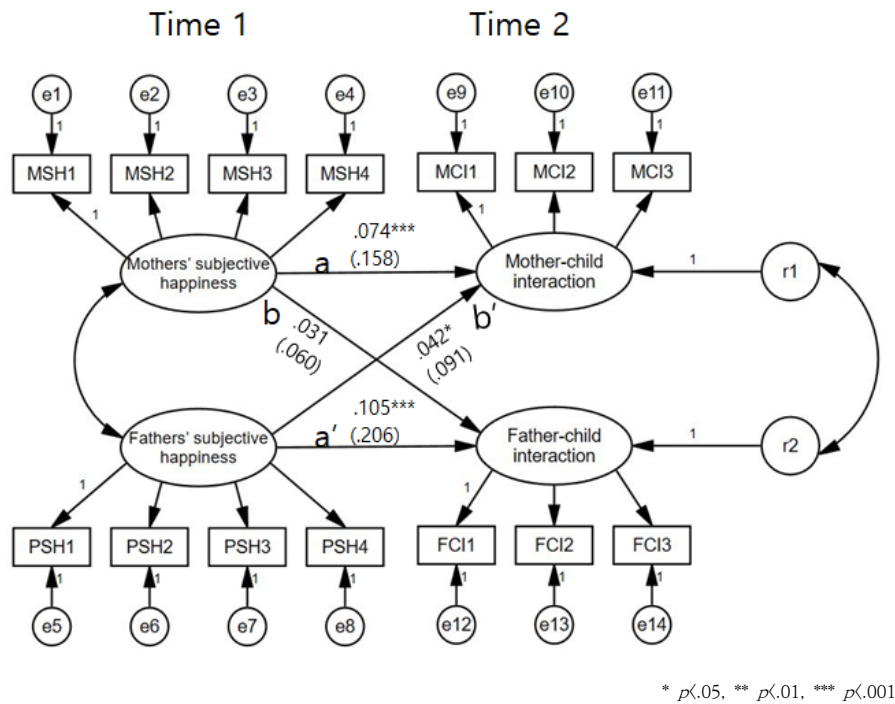 Time 1 Time 2
e1 e2 e3 e4 e9 e10 e11
1 1 1 1 1 1 1
MSH1 MSH2 MSH3 MSH4 MCI1 MCI2 MCI3
1 1
.074***
(.158)
a
Mothers' subjective
happiness
Mother-child
interaction
1
r1
b
.031
(.060)
b′
.042*
(.091)
.105***
(.206)
a′
Fathers' subjective
happiness
Father-child
interaction
1
r2
1 1
PSH1 PSH2 PSH3 PSH4 FCI1 FCI2 FCI3
1 1 1 1 1 1 1
e5 e6 e7 e8 e12 e13 e14
* p<.05, ** p<.01, *** p<.001